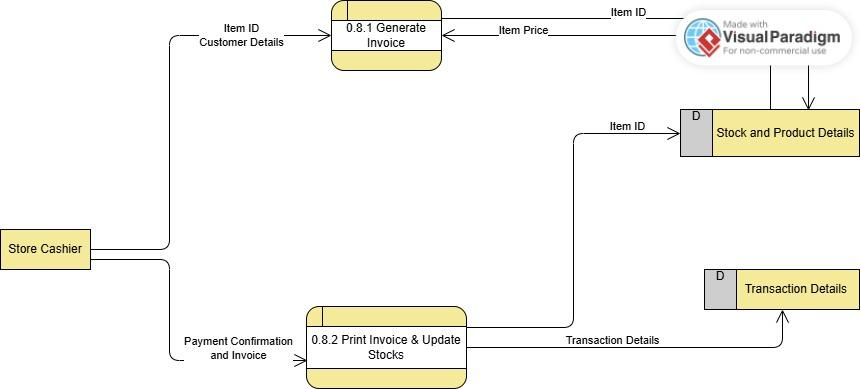 Item ID
Customer Details
0.8.1 Generate
Invoice
Item ID
Item Price
Made with
VisualParadigm
For non-commercial use
D
Stock and Product Details
Item ID
Store Cashier
D
Transaction Details
Payment Confirmation
and Invoice
0.8.2 Print Invoice & Update
Stocks
Transaction Details